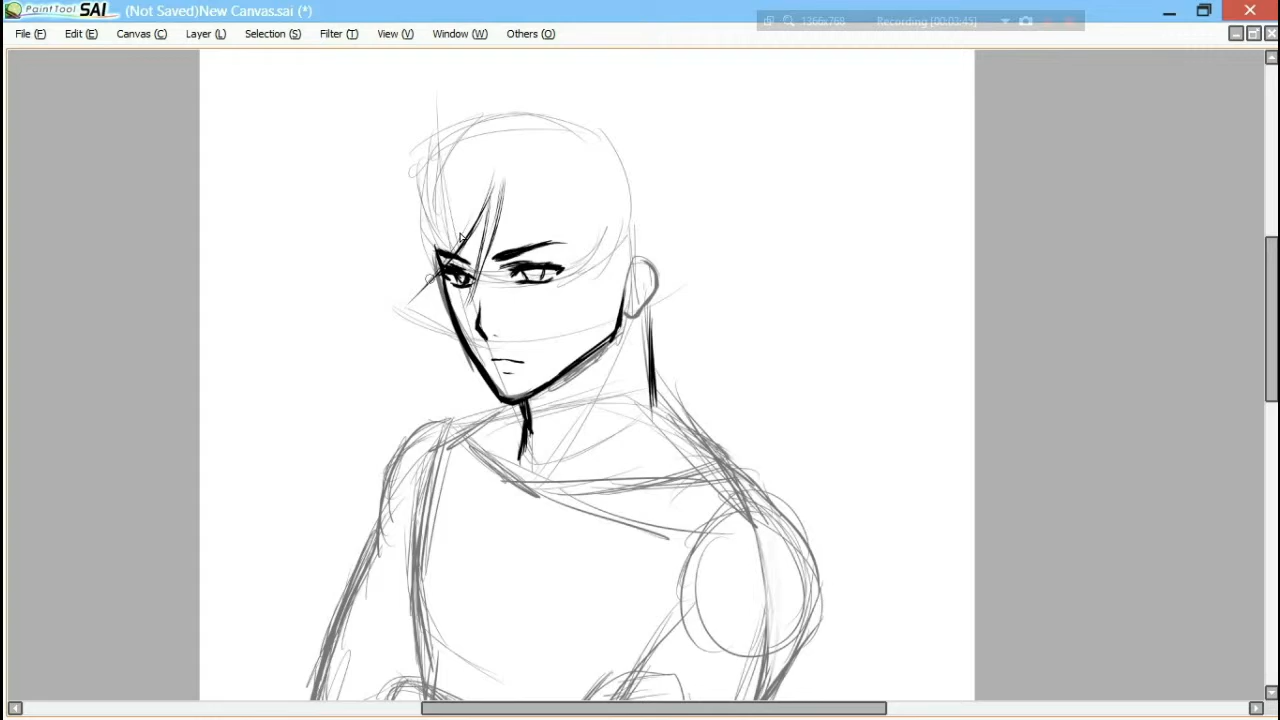 PaintTool SAI (Not Saved)New Canvas.sai (*)
1366x768 Recording [00:03:45]
File (F) Edit (E) Canvas (C) Layer (L) Selection (S) Filter (T) View (V) Window (W) Others (O)